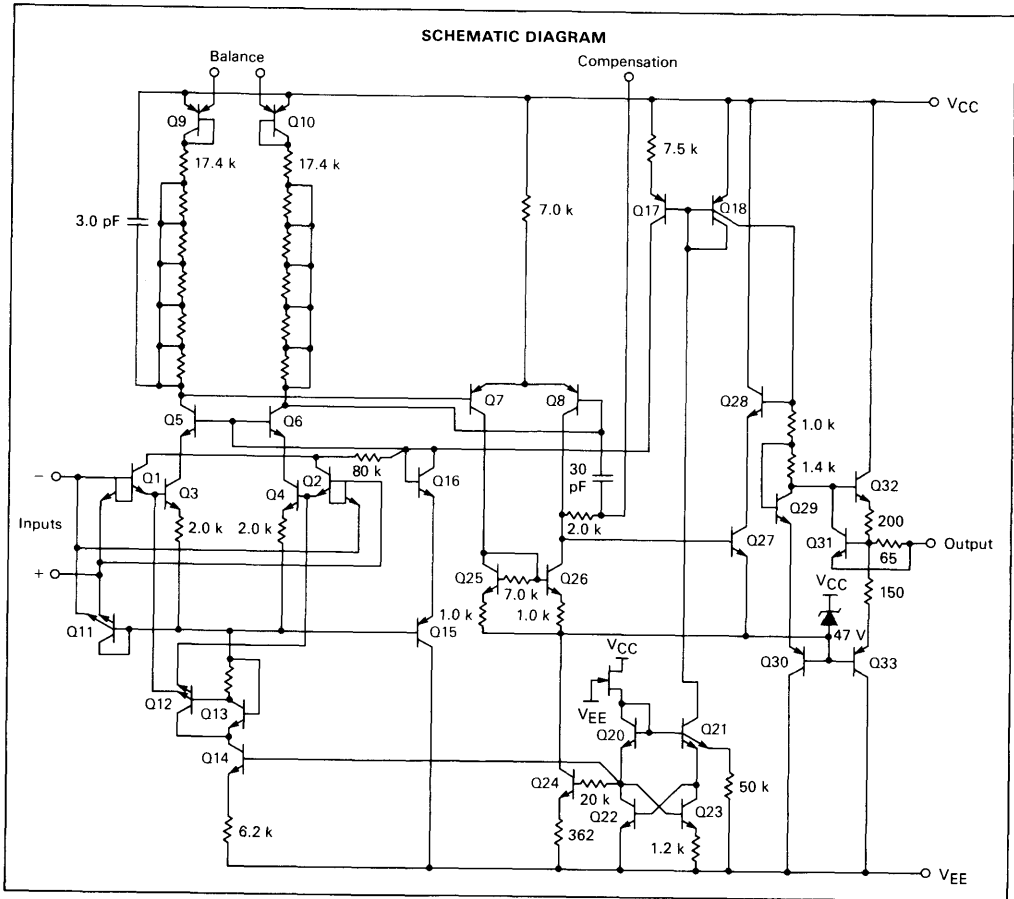 SCHEMATIC DIAGRAM
Balance
Compensation
VCC
Q9
Q10
17.4 k
17.4 k
7.5 k
3.0 pF
7.0 k
Q17
Q18
Q7
Q8
Q28
1.0 k
Q5
Q6
1.4 k
80 k
30 pF
Q29
Q32
–
Q1
Q3
Q4
Q2
Q16
200
Inputs
2.0 k
2.0 k
2.0 k
Q27
Q31
65
Output
+
Q25
7.0 k
Q26
VCC
150
1.0 k
1.0 k
47 V
Q11
Q15
Q30
Q33
VCC
Q12
Q13
VEE
Q20
Q21
Q14
Q24
20 k
50 k
Q22
Q23
6.2 k
362
1.2 k
VEE